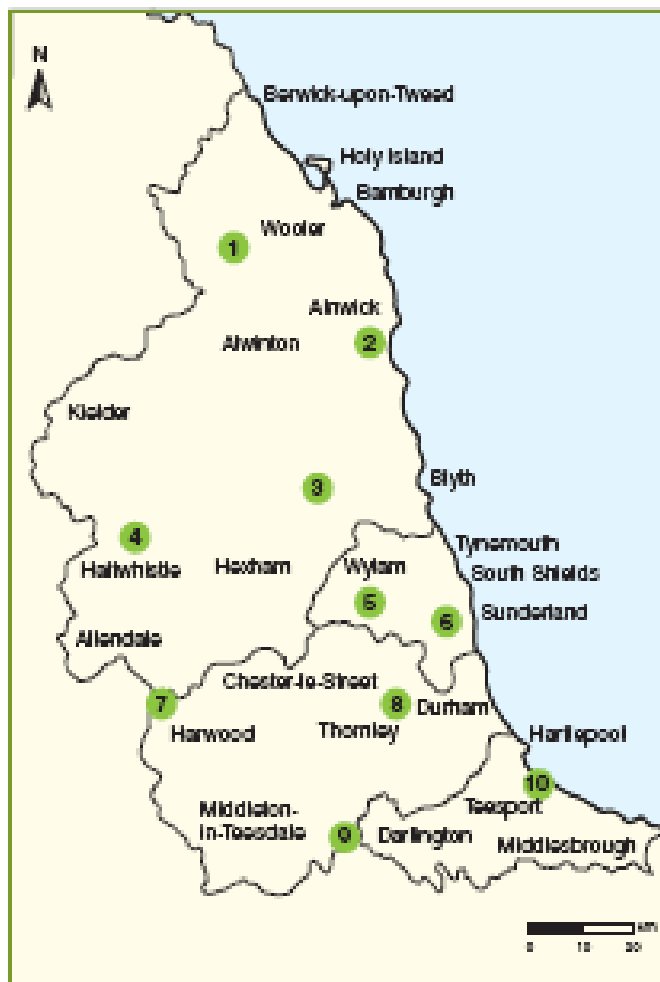 N
Berwick-upon-Tweed
Holy Island
Bamburgh
Wooler
1
Alnwick
Alwinton
2
Kielder
Blyth
3
4
Tynemouth
Haltwhistle
Hexham
Wylam
South Shields
5
6
Sunderland
Allendale
Chester-le-Street
7
8
Durham
Harwood
Thornley
Hartlepool
10
Teesport
Middleton-
in-Teesdale
9
Darlington
Middlesbrough
km
0 10 20